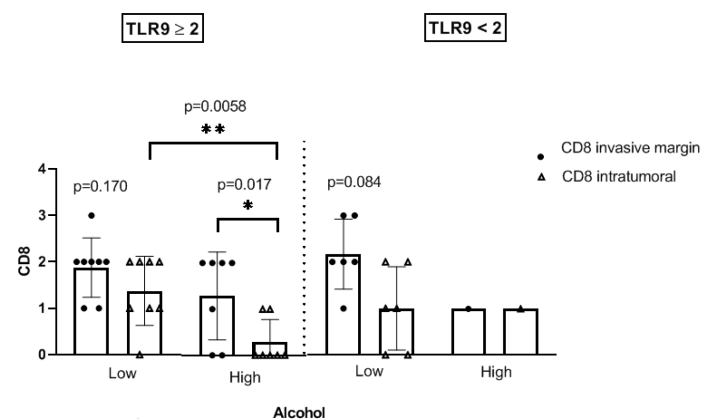 TLR9 ≥ 2
TLR9 < 2
p=0.0058
**
CD8 invasive margin
CD8 intratumoral
p=0.170
p=0.017
*
p=0.084
CD8
4
3
2
1
0
Low
High
Low
High
Alcohol